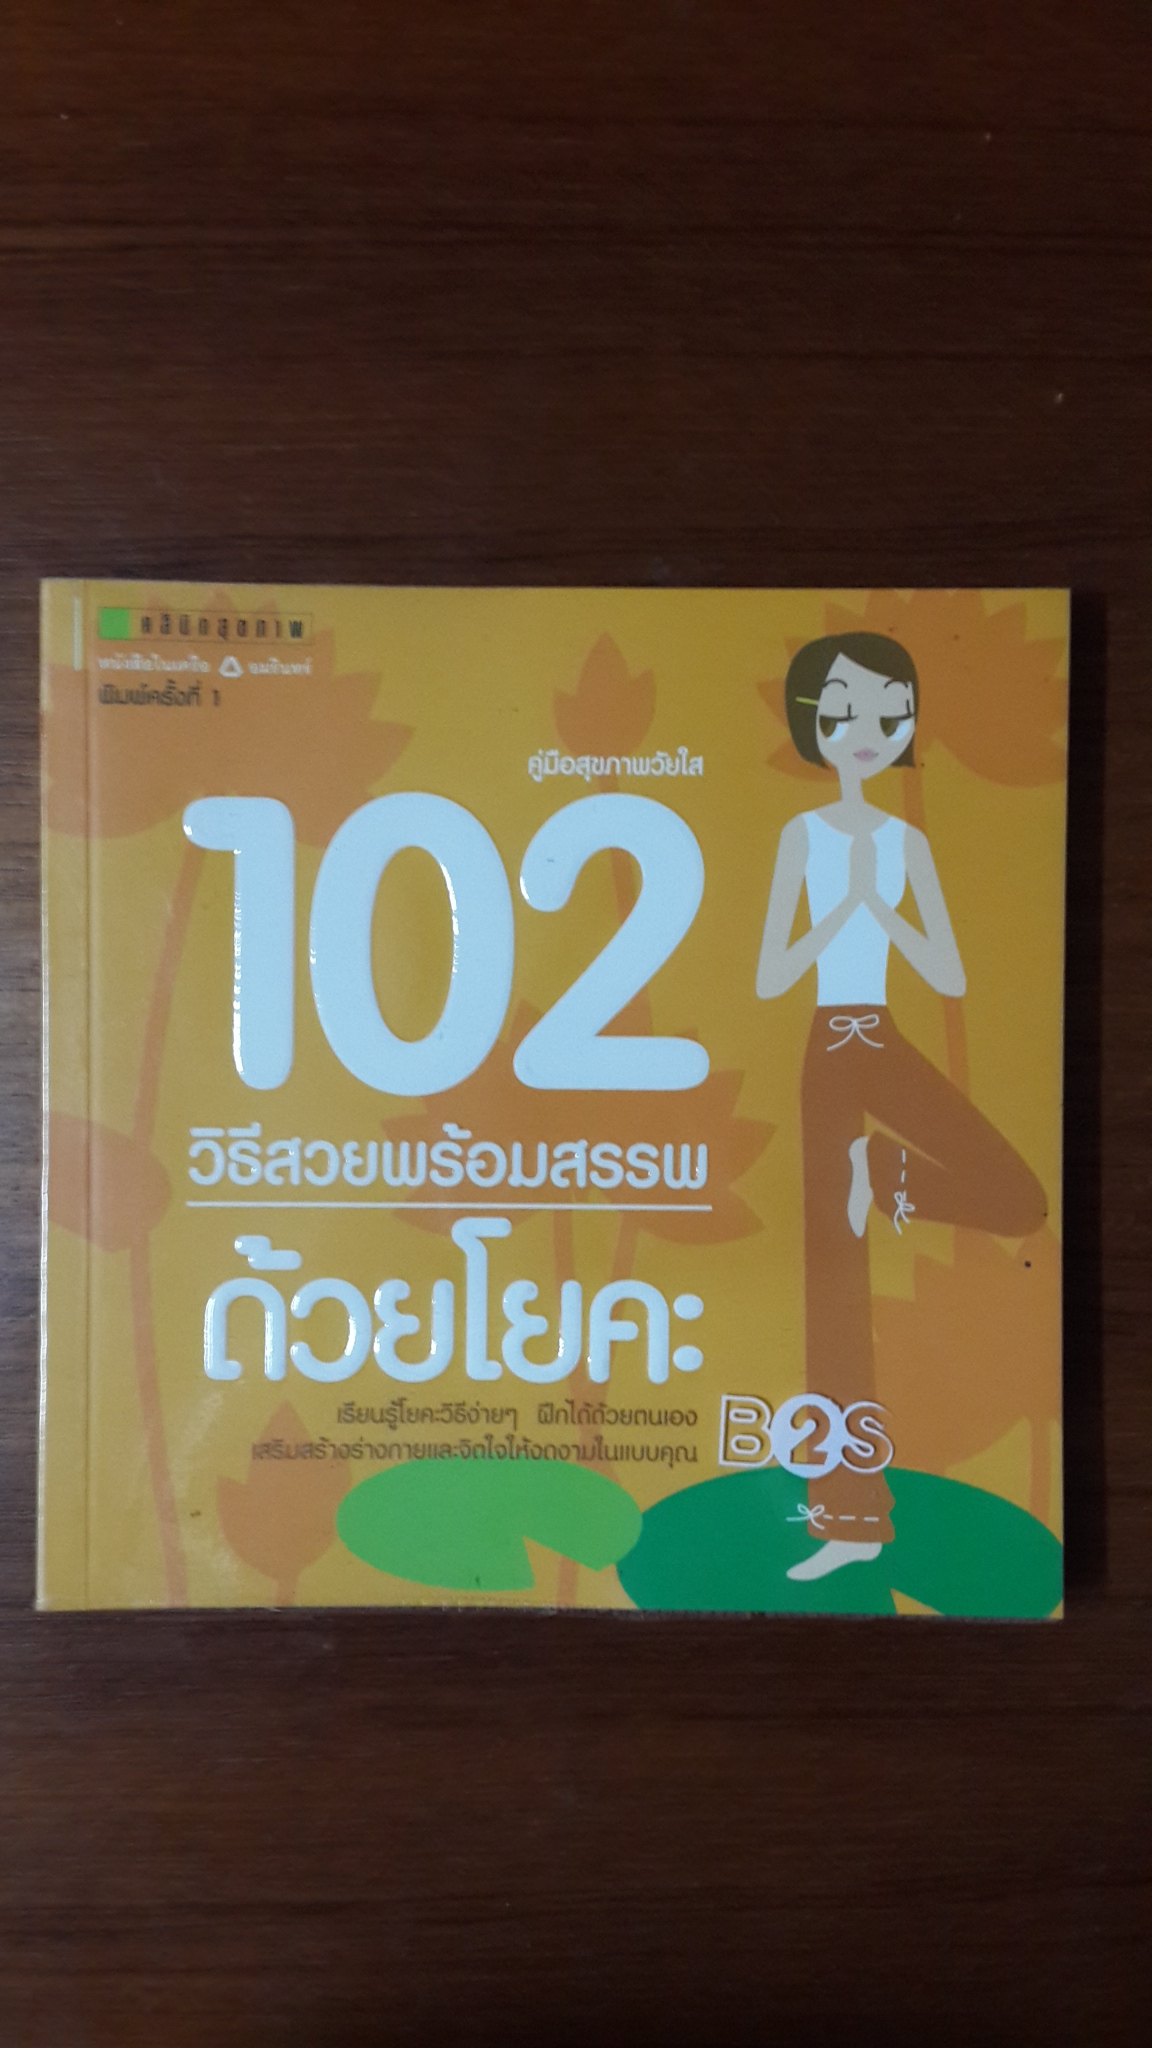 คลินิกสุขภาพ
หนังสือในเครือ อมรินทร์
พิมพ์ครั้งที่ 1
คู่มือสุขภาพวัยใส
102
วิธีสวยพร้อมสรรพ
ด้วยโยคะ
เรียนรู้โยคะวิธีง่ายๆ ฝึกได้ด้วยตนเอง
เสริมสร้างร่างกายและจิตใจให้งดงามในแบบคุณ
B2S